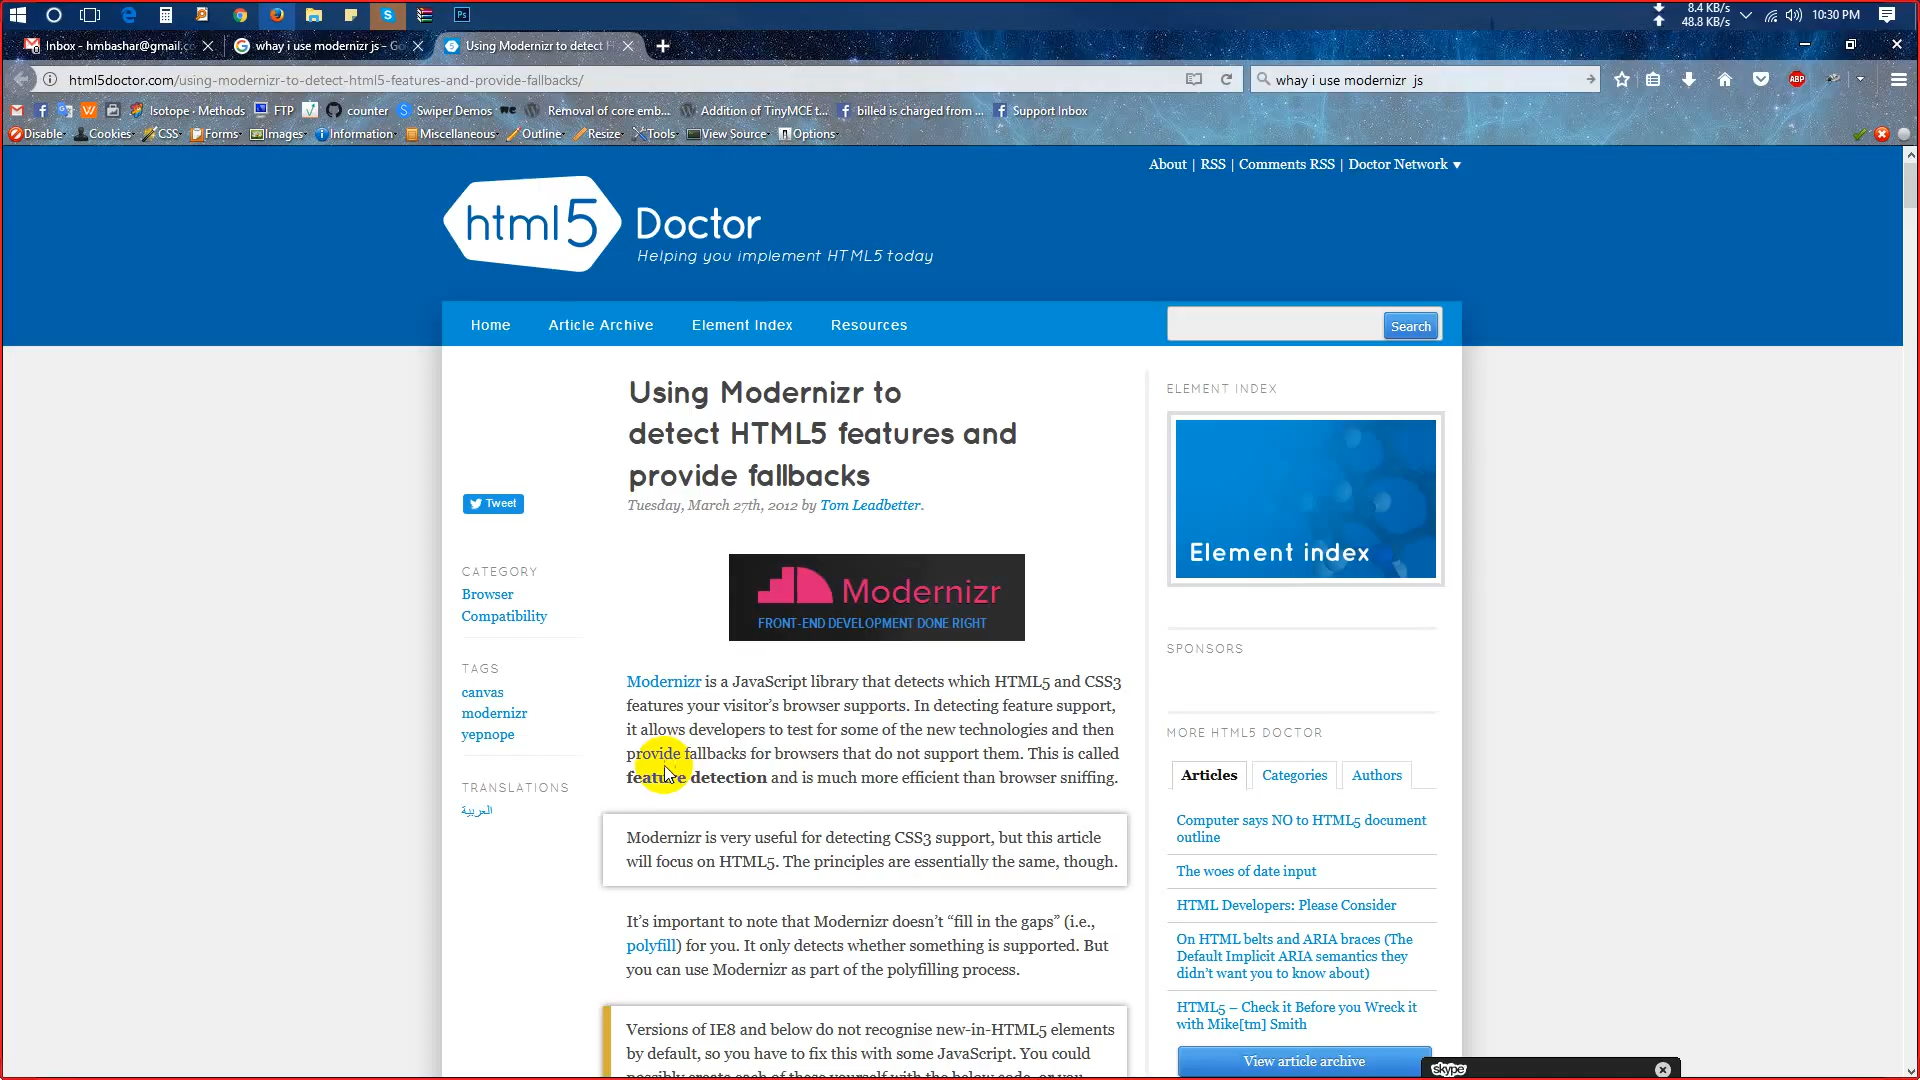 8.4 KB/s
48.8 KB/s
10:30 PM
Inbox - hmbashar@gmail.c
whay i use modernizr js - Go
Using Modernizr to detect H
html5doctor.com/using-modernizr-to-detect-html5-features-and-provide-fallbacks/
whay i use modernizr js
ABP
Isotope · Methods
FTP
counter
Swiper Demos
we
Removal of core emb...
Addition of TinyMCE t...
billed is charged from ...
Support Inbox
Disable
Cookies
CSS
Forms
Images
Information
Miscellaneous
Outline
Resize
Tools
View Source
Options
About | RSS | Comments RSS | Doctor Network ▼
html5 Doctor
Helping you implement HTML5 today
Home
Article Archive
Element Index
Resources
Search
Using Modernizr to
detect HTML5 features and
provide fallbacks
Tuesday, March 27th, 2012 by Tom Leadbetter.
Tweet
CATEGORY
Browser
Compatibility
TAGS
canvas
modernizr
yepnope
TRANSLATIONS
العربية
Modernizr
FRONT-END DEVELOPMENT DONE RIGHT
Modernizr is a JavaScript library that detects which HTML5 and CSS3
features your visitor’s browser supports. In detecting feature support,
it allows developers to test for some of the new technologies and then
provide fallbacks for browsers that do not support them. This is called
feature detection and is much more efficient than browser sniffing.
Modernizr is very useful for detecting CSS3 support, but this article
will focus on HTML5. The principles are essentially the same, though.
It’s important to note that Modernizr doesn’t “fill in the gaps” (i.e.,
polyfill) for you. It only detects whether something is supported. But
you can use Modernizr as part of the polyfilling process.
Versions of IE8 and below do not recognise new-in-HTML5 elements
by default, so you have to fix this with some JavaScript. You could
possibly create each of these yourself with the below code, or you
ELEMENT INDEX
Element index
SPONSORS
MORE HTML5 DOCTOR
Articles
Categories
Authors
Computer says NO to HTML5 document
outline
The woes of date input
HTML Developers: Please Consider
On HTML belts and ARIA braces (The
Default Implicit ARIA semantics they
didn’t want you to know about)
HTML5 – Check it Before you Wreck it
with Mike[tm] Smith
View article archive
skype